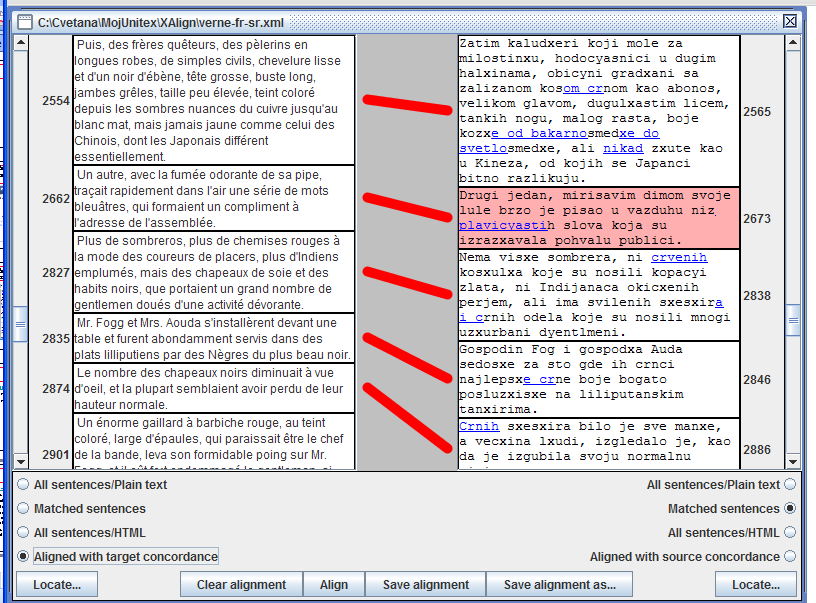 C:\Cvetana\MojUnitex\XAlign\verne-fr-sr.xml
Puis, des frères quêteurs, des pèlerins en
longues robes, de simples civils, chevelure lisse
et d'un noir d'ébène, tête grosse, buste long,
2554
jambes grêles, taille peu élevée, teint coloré
depuis les sombres nuances du cuivre jusqu'au
blanc mat, mais jamais jaune comme celui des
Chinois, dont les Japonais diffèrent
essentiellement.
Un autre, avec la fumée odorante de sa pipe,
2662
traçait rapidement dans l'air une série de mots
bleuâtres, qui formaient un compliment à
l'adresse de l'assemblée.
Plus de sombreros, plus de chemises rouges à
la mode des coureurs de placers, plus d'Indiens
2827
emplumés, mais des chapeaux de soie et des
habits noirs, que portaient un grand nombre de
gentlemen doués d'une activité dévorante.
Mr. Fogg et Mrs. Aouda s'installèrent devant une
2835
table et furent abondamment servis dans des
plats lilliputiens par des Nègres du plus beau noir.
Le nombre des chapeaux noirs diminuait à vue
2874
d'oeil, et la plupart semblaient avoir perdu de leur
hauteur normale.
Un énorme gaillard à barbiche rouge, au teint
coloré, large d'épaules, qui paraissait être le chef
2901
de la bande, leva son formidable poing sur Mr.
Zatim kaludxeri koji mole za
milostinxu, hodocyasnici u dugim
halxinama, obicyni gradxani sa
zalizanom kosom crnom kao abonos,
velikom glavom, dugulxastim licem,
2565
tankih nogu, malog rasta, boje
kozxe od bakarnosmedxe do
svetlosmedxe, ali nikad zxute kao
u Kineza, od kojih se Japanci
bitno razlikuju.
Drugi jedan, mirisavim dimom svoje
lule brzo je pisao u vazduhu niz
2673
plavicyastih slova koja su
izrazxavala pohvalu publici.
Nema visxe sombrera, ni crvenih
kosxulxa koje su nosili kopacyi
zlata, ni Indijanaca okicxenih
2838
perjem, ali ima svilenih sxesxira
i crnih odela koje su nosili mnogi
uzxurbani dyentlmeni.
Gospodin Fog i gospodxa Auda
sedosxe za sto gde ih crnci
2846
najlepsxe crne boje bogato
posluzxisxe na liliputanskim
tanxirima.
Crnih sxesxira bilo je sve manxe,
a vecxina lxudi, izgledalo je, kao
2886
da je izgubila svoju normalnu
All sentences/Plain text
Matched sentences
All sentences/HTML
Aligned with target concordance
All sentences/Plain text
Matched sentences
All sentences/HTML
Aligned with source concordance
Locate...
Clear alignment
Align
Save alignment
Save alignment as...
Locate...